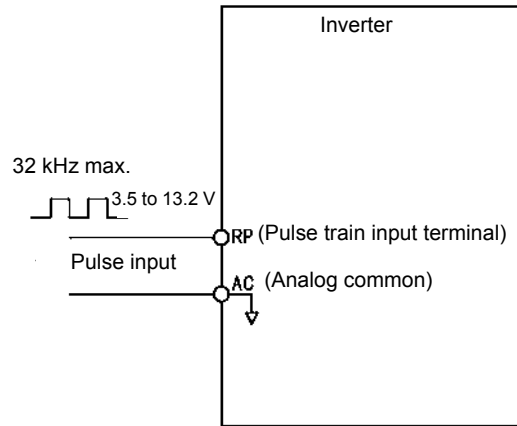 Inverter
32 kHz max.
3.5 to 13.2 V
RP (Pulse train input terminal)
Pulse input
AC (Analog common)